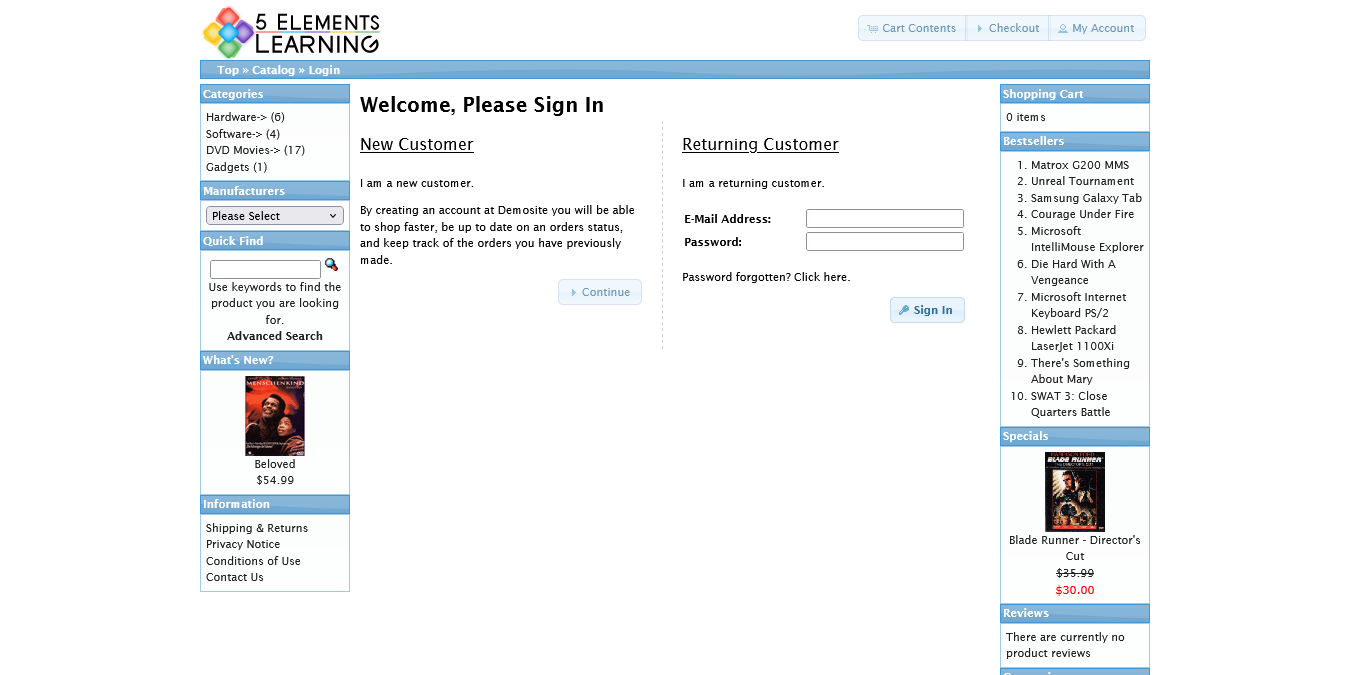 5 ELEMENTS
LEARNING
Cart Contents
Checkout
My Account
Top » Catalog » Login
Categories
Hardware-> (6)
Software-> (4)
DVD Movies-> (17)
Gadgets (1)
Manufacturers
Please Select
Quick Find
Use keywords to find the
product you are looking
for.
Advanced Search
What's New?
MENSCHENKIND
Beloved
$54.99
Information
Shipping & Returns
Privacy Notice
Conditions of Use
Contact Us
Welcome, Please Sign In
New Customer
I am a new customer.
By creating an account at Demosite you will be able
to shop faster, be up to date on an orders status,
and keep track of the orders you have previously
made.
Continue
Returning Customer
I am a returning customer.
E-Mail Address:
Password:
Password forgotten? Click here.
Sign In
Shopping Cart
0 items
Bestsellers
1. Matrox G200 MMS
2. Unreal Tournament
3. Samsung Galaxy Tab
4. Courage Under Fire
5. Microsoft
IntelliMouse Explorer
6. Die Hard With A
Vengeance
7. Microsoft Internet
Keyboard PS/2
8. Hewlett Packard
LaserJet 1100Xi
9. There's Something
About Mary
10. SWAT 3: Close
Quarters Battle
Specials
BLADE RUNNER
Blade Runner - Director's
Cut
$35.99
$30.00
Reviews
There are currently no
product reviews